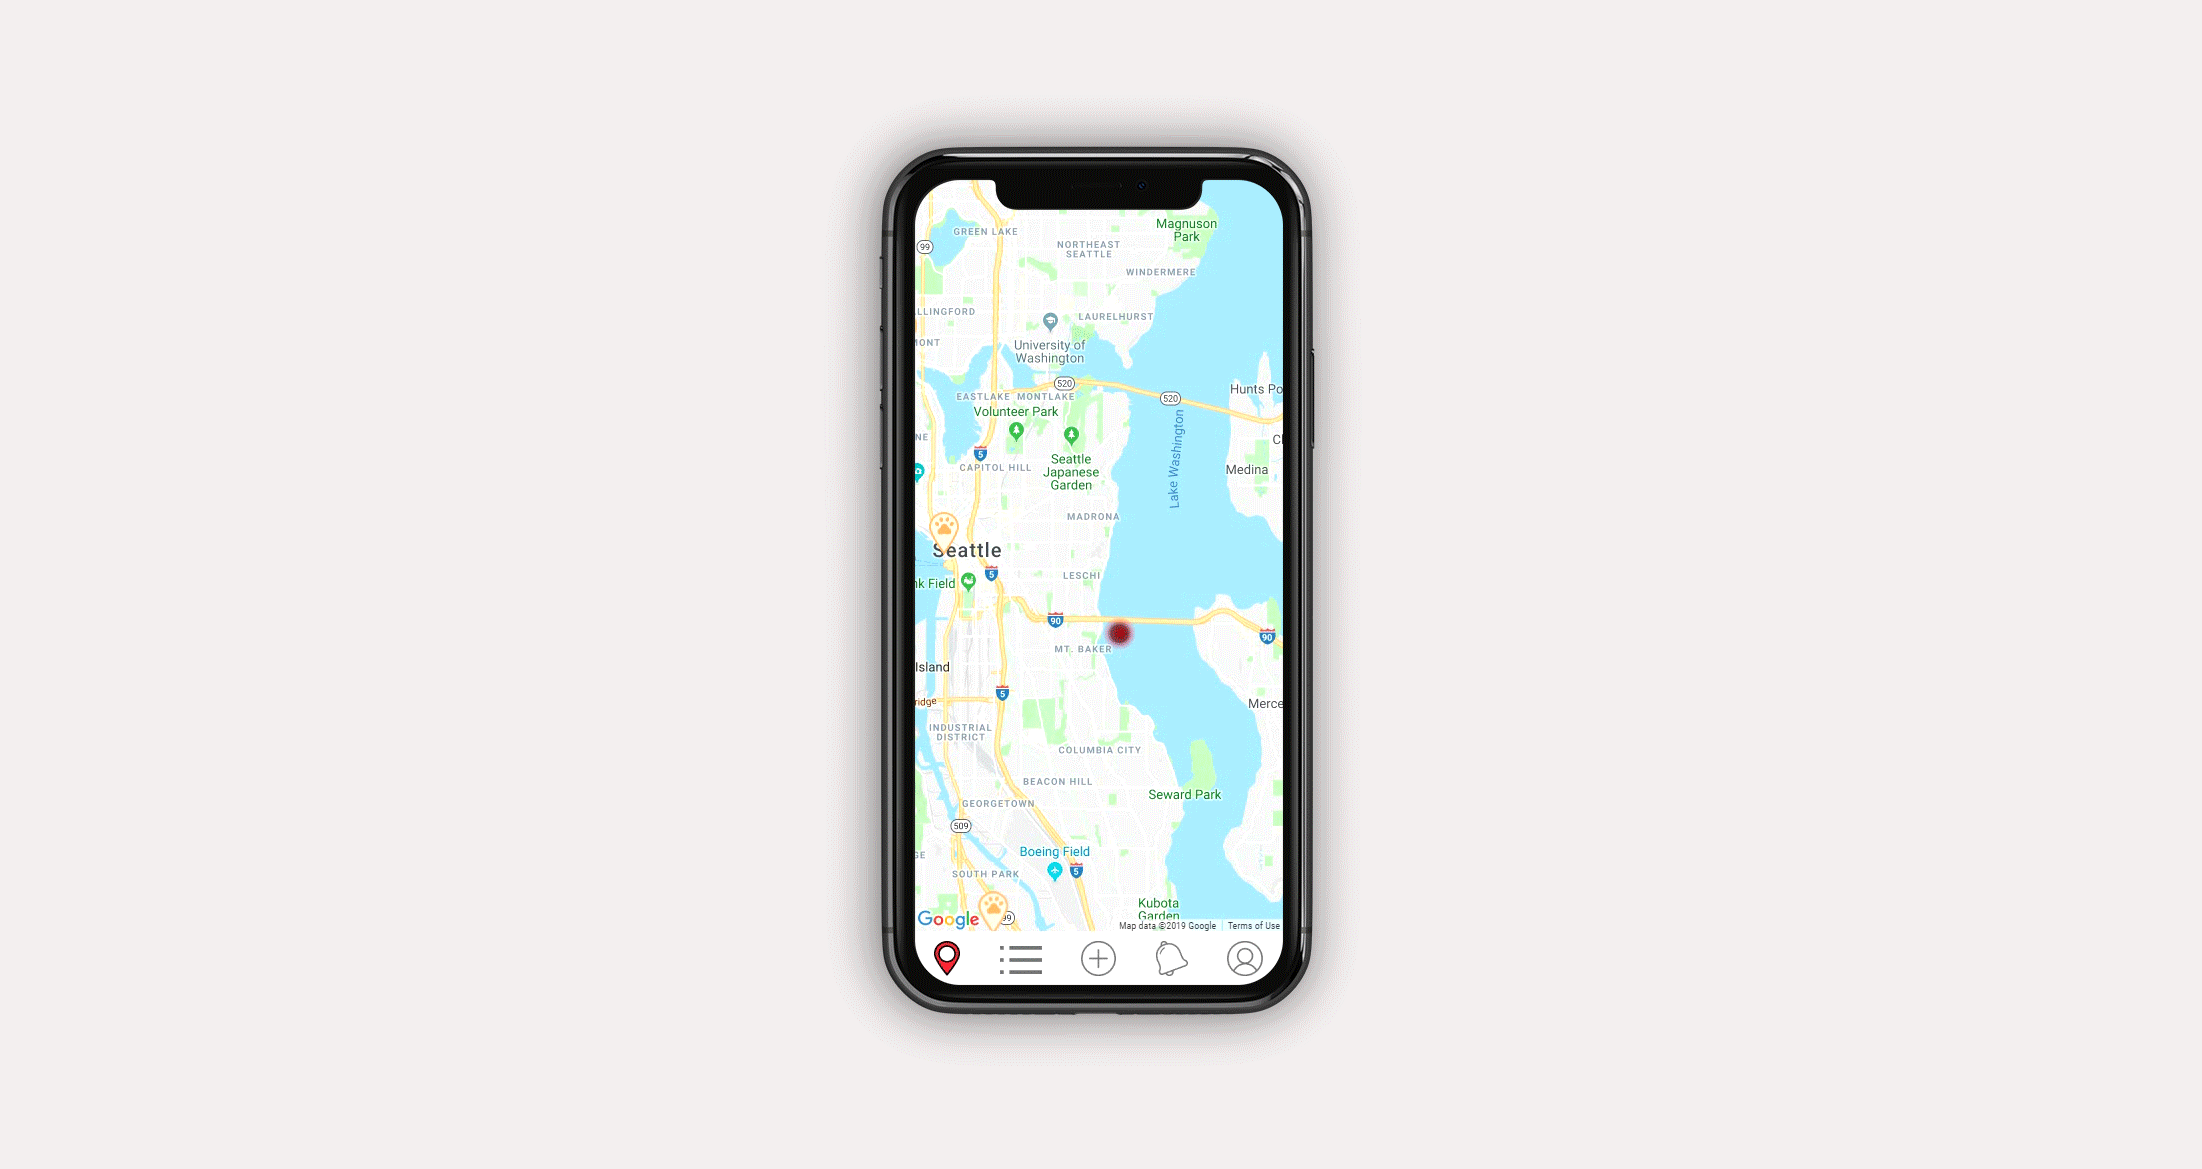 Magnuson
Park
GREEN LAKE
99
NORTHEAST
SEATTLE
WINDERMERE
LLINGFORD
LAURELHURST
MONT
University of
Washington
520
Hunts Po
520
EASTLAKE MONTLAKE
Volunteer Park
NE
Cl
5
Lake Washington
Seattle
Japanese
Garden
CAPITOL HILL
Medina
MADRONA
Seattle
5
LESCHI
nk Field
90
90
MT. BAKER
Island
5
ridge
Merce
INDUSTRIAL
DISTRICT
COLUMBIA CITY
BEACON HILL
Seward Park
GEORGETOWN
509
GE
Boeing Field
5
SOUTH PARK
Kubota
Garden
Google
99
Map data ©2019 Google
Terms of Use